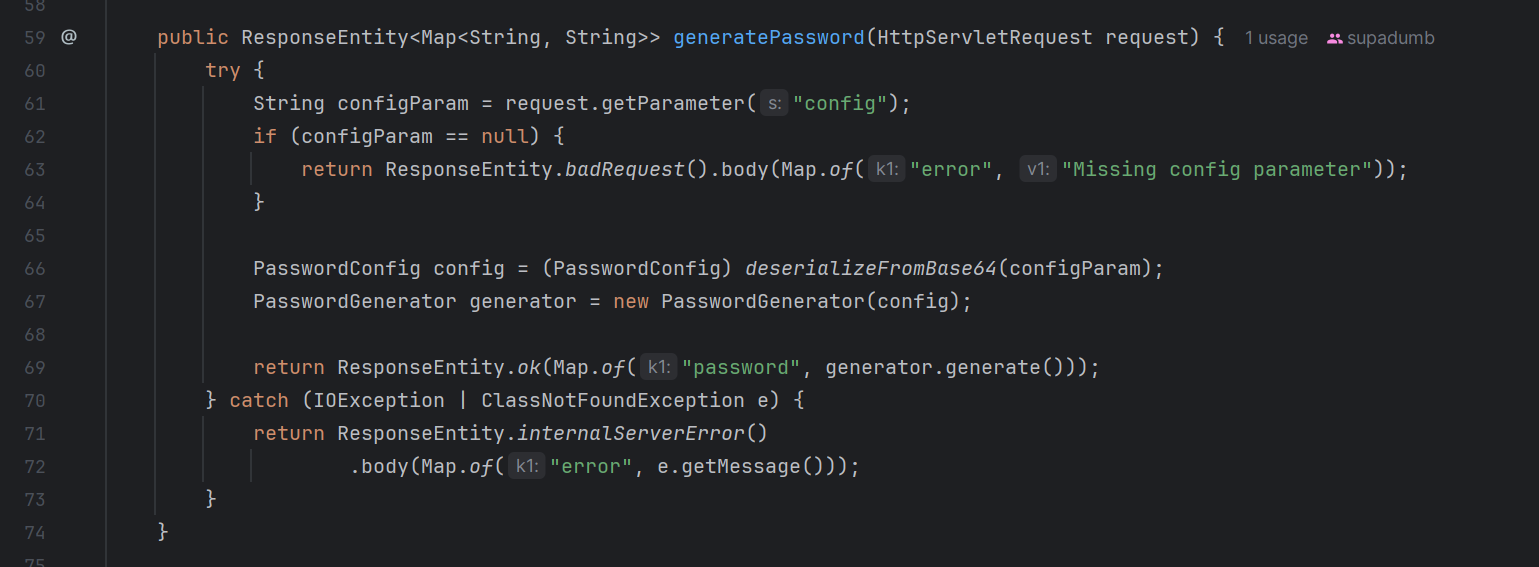 58
59 @ public ResponseEntity<Map<String, String>> generatePassword(HttpServletRequest request) { 1 usage supadumb
60 try {
61 String configParam = request.getParameter( s: "config");
62 if (configParam == null) {
63 return ResponseEntity.badRequest().body(Map.of( k1: "error", v1: "Missing config parameter"));
64 }
65
66 PasswordConfig config = (PasswordConfig) deserializeFromBase64(configParam);
67 PasswordGenerator generator = new PasswordGenerator(config);
68
69 return ResponseEntity.ok(Map.of( k1: "password", generator.generate()));
70 } catch (IOException | ClassNotFoundException e) {
71 return ResponseEntity.internalServerError()
72 .body(Map.of( k1: "error", e.getMessage()));
73 }
74 }
75